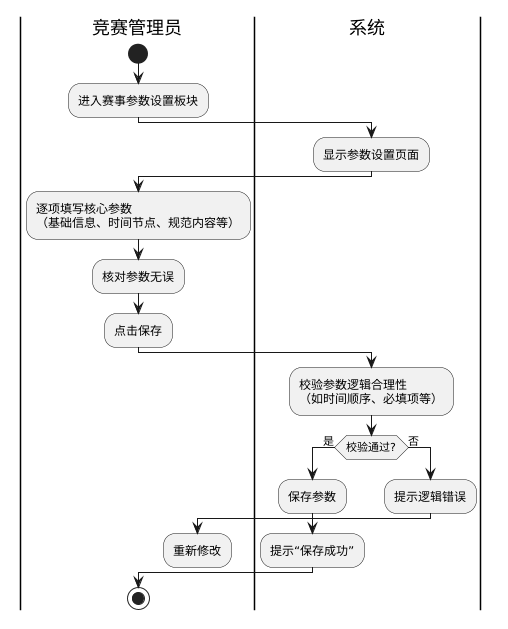 竞赛管理员
系统
进入赛事参数设置板块
显示参数设置页面
逐项填写核心参数
（基础信息、时间节点、规范内容等）
核对参数无误
点击保存
校验参数逻辑合理性
（如时间顺序、必填项等）
是
校验通过?
否
保存参数
提示逻辑错误
重新修改
提示“保存成功”